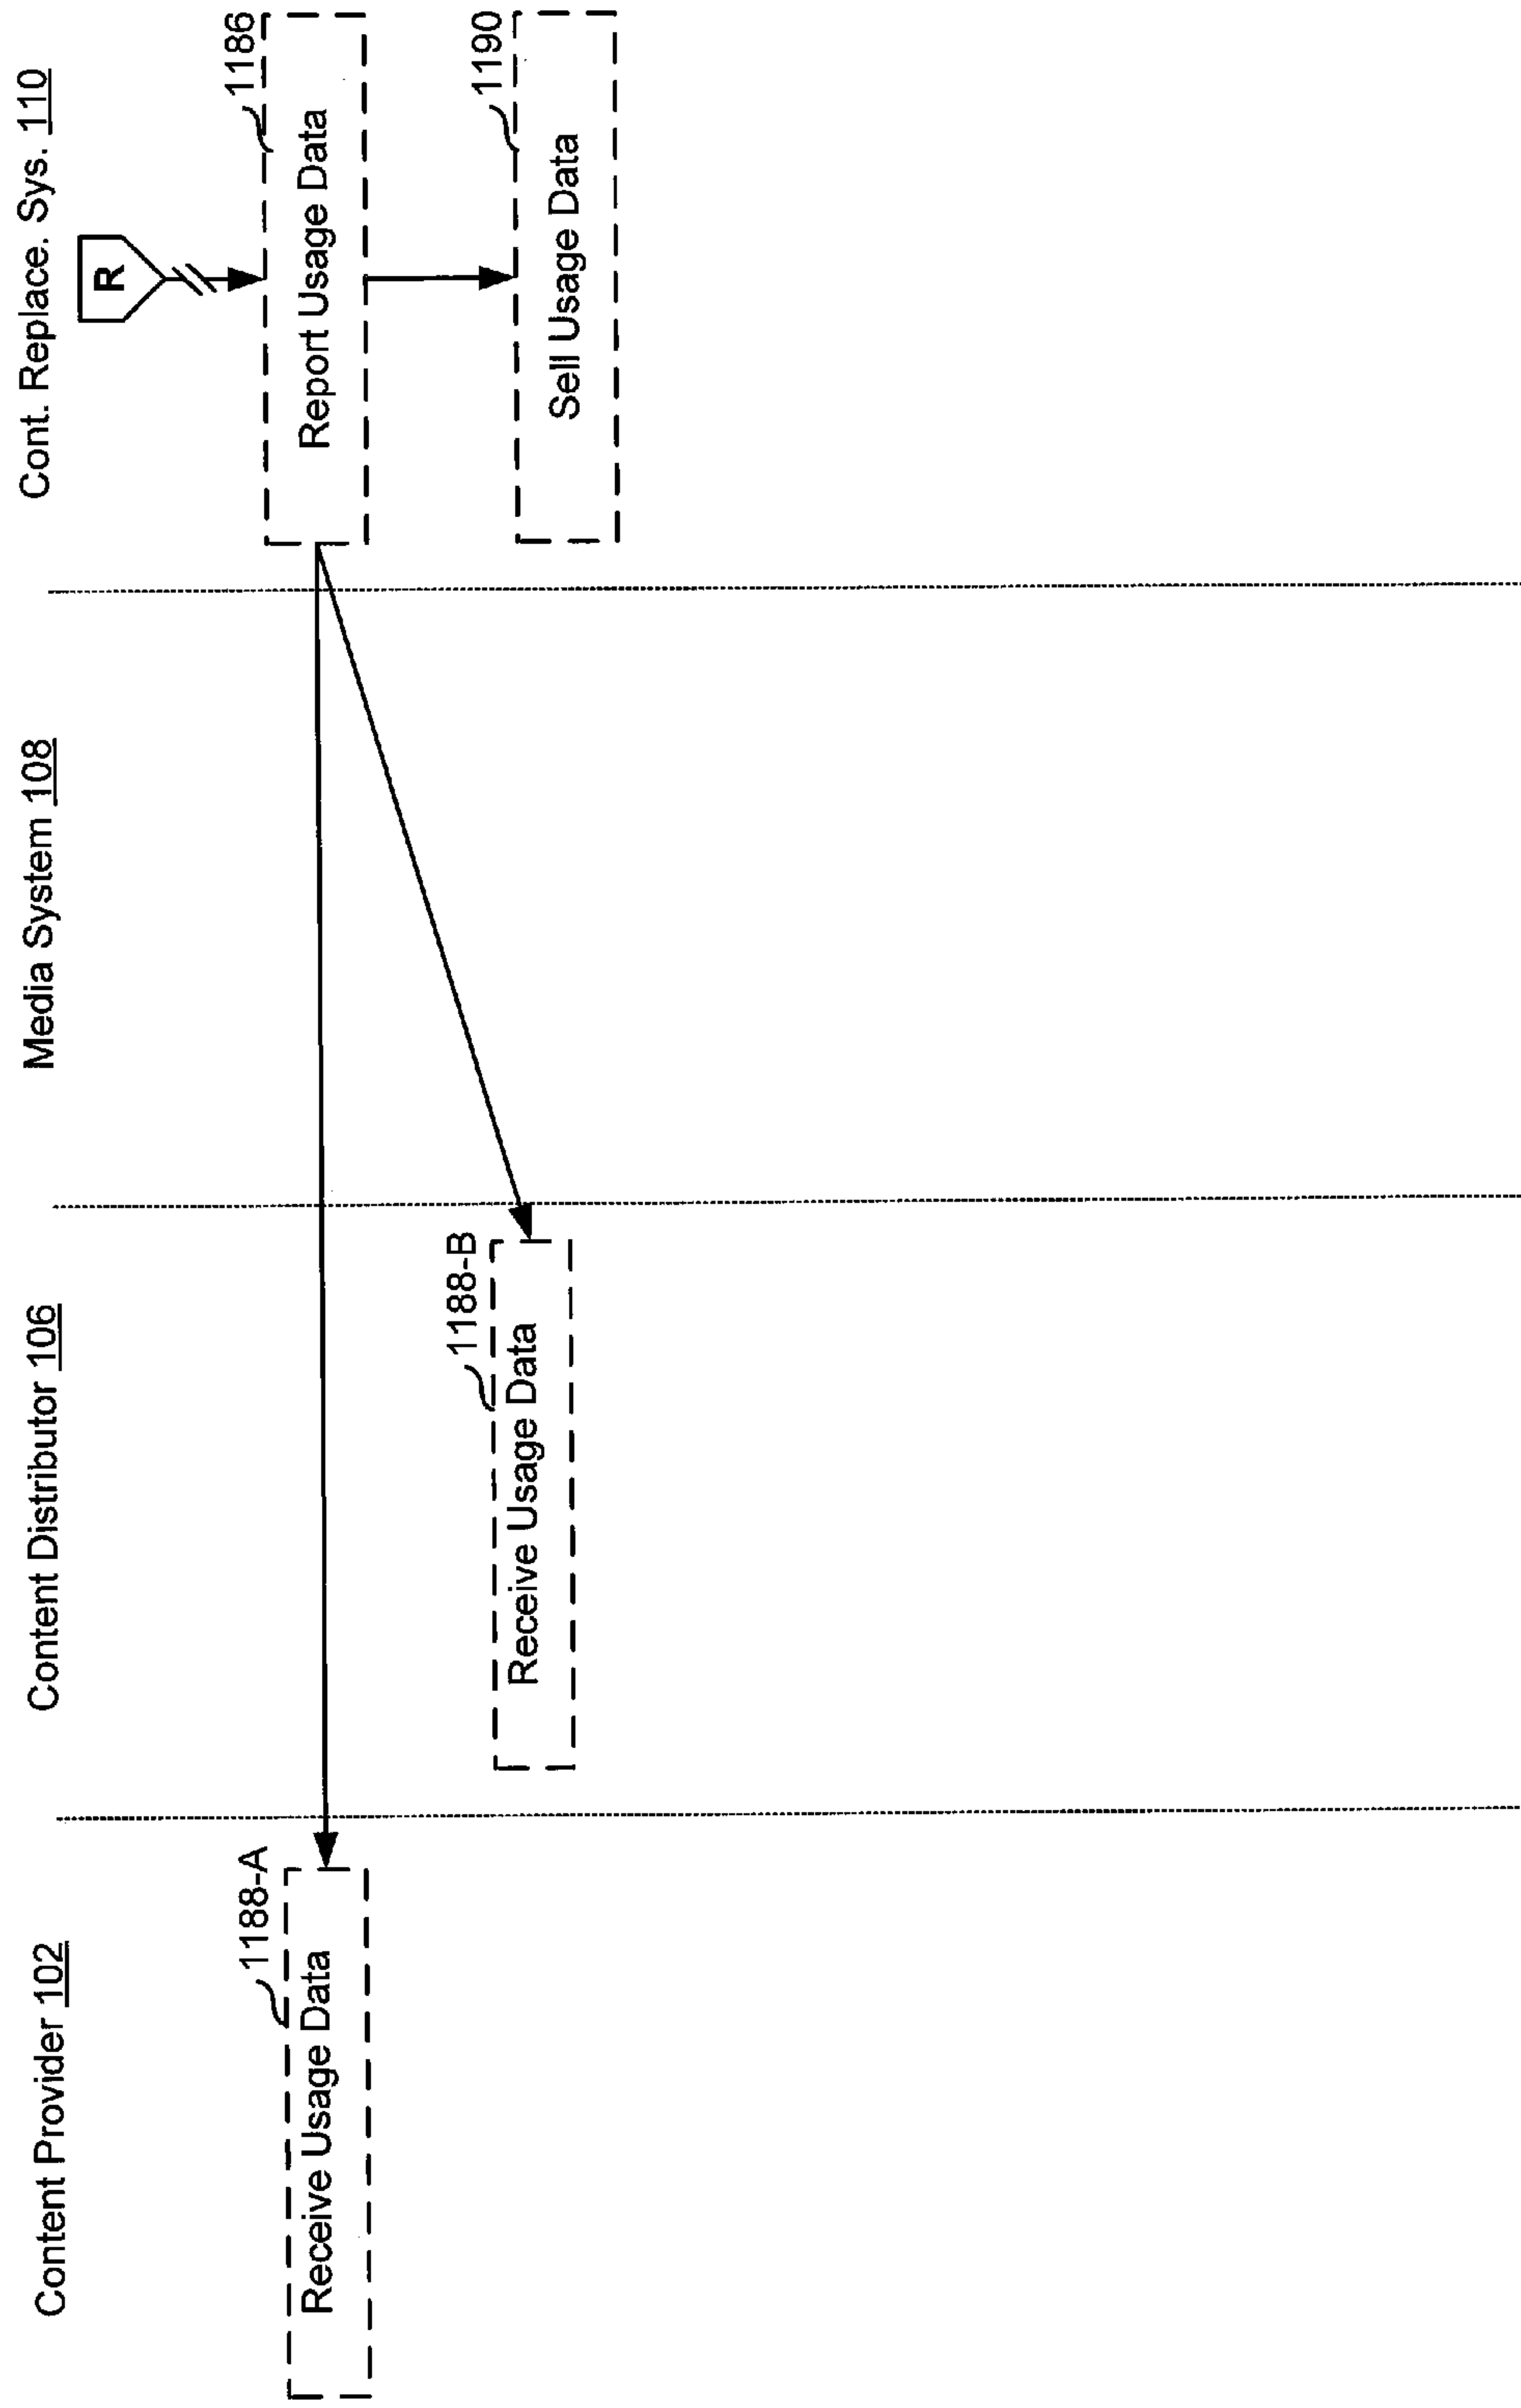 Content Provider 102
Content Distributor 106
Media System 108
Cont. Replace. Sys. 110
R
1188-A
Receive Usage Data
1186
Report Usage Data
1188-B
Receive Usage Data
1190
Sell Usage Data